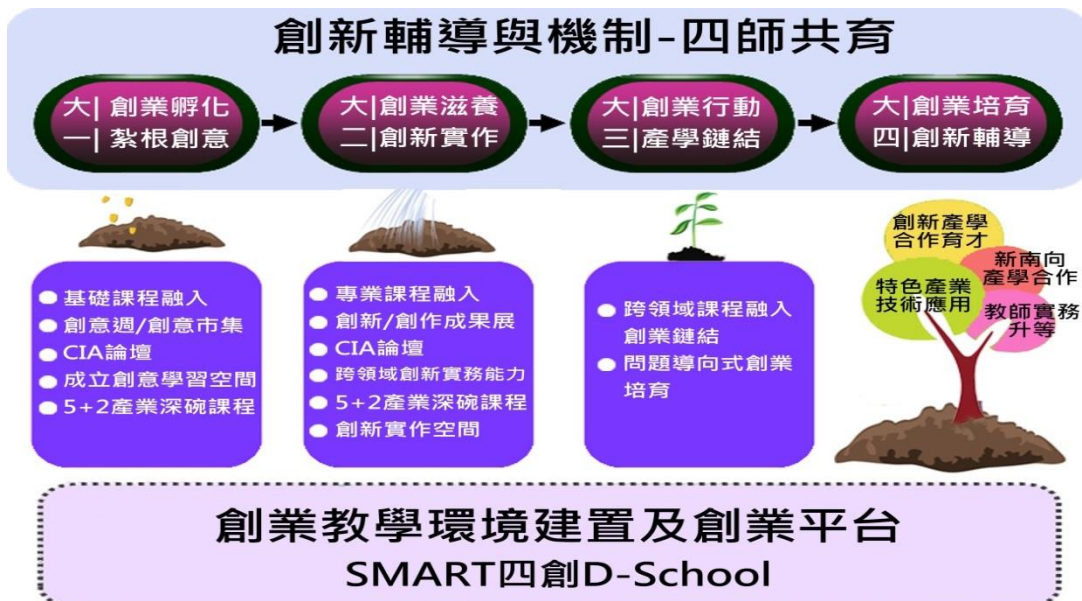 創新輔導與機制-四師共育
大| 創業孵化
一| 紮根創意
大|創業滋養
二|創新實作
大|創業行動
三|產學鏈結
大|創業培育
四|創新輔導
基礎課程融入
創意週/創意市集
CIA論壇
成立創意學習空間
5+2產業深碗課程
專業課程融入
創新/創作成果展
CIA論壇
跨領域創新實務能力
5+2產業深碗課程
創新實作空間
跨領域課程融入
創業鏈結
問題導向式創業
培育
創新產學
合作育才
新南向
產學合作
特色產業
技術應用
教師實務
升等
創業教學環境建置及創業平台
SMART四創D-School